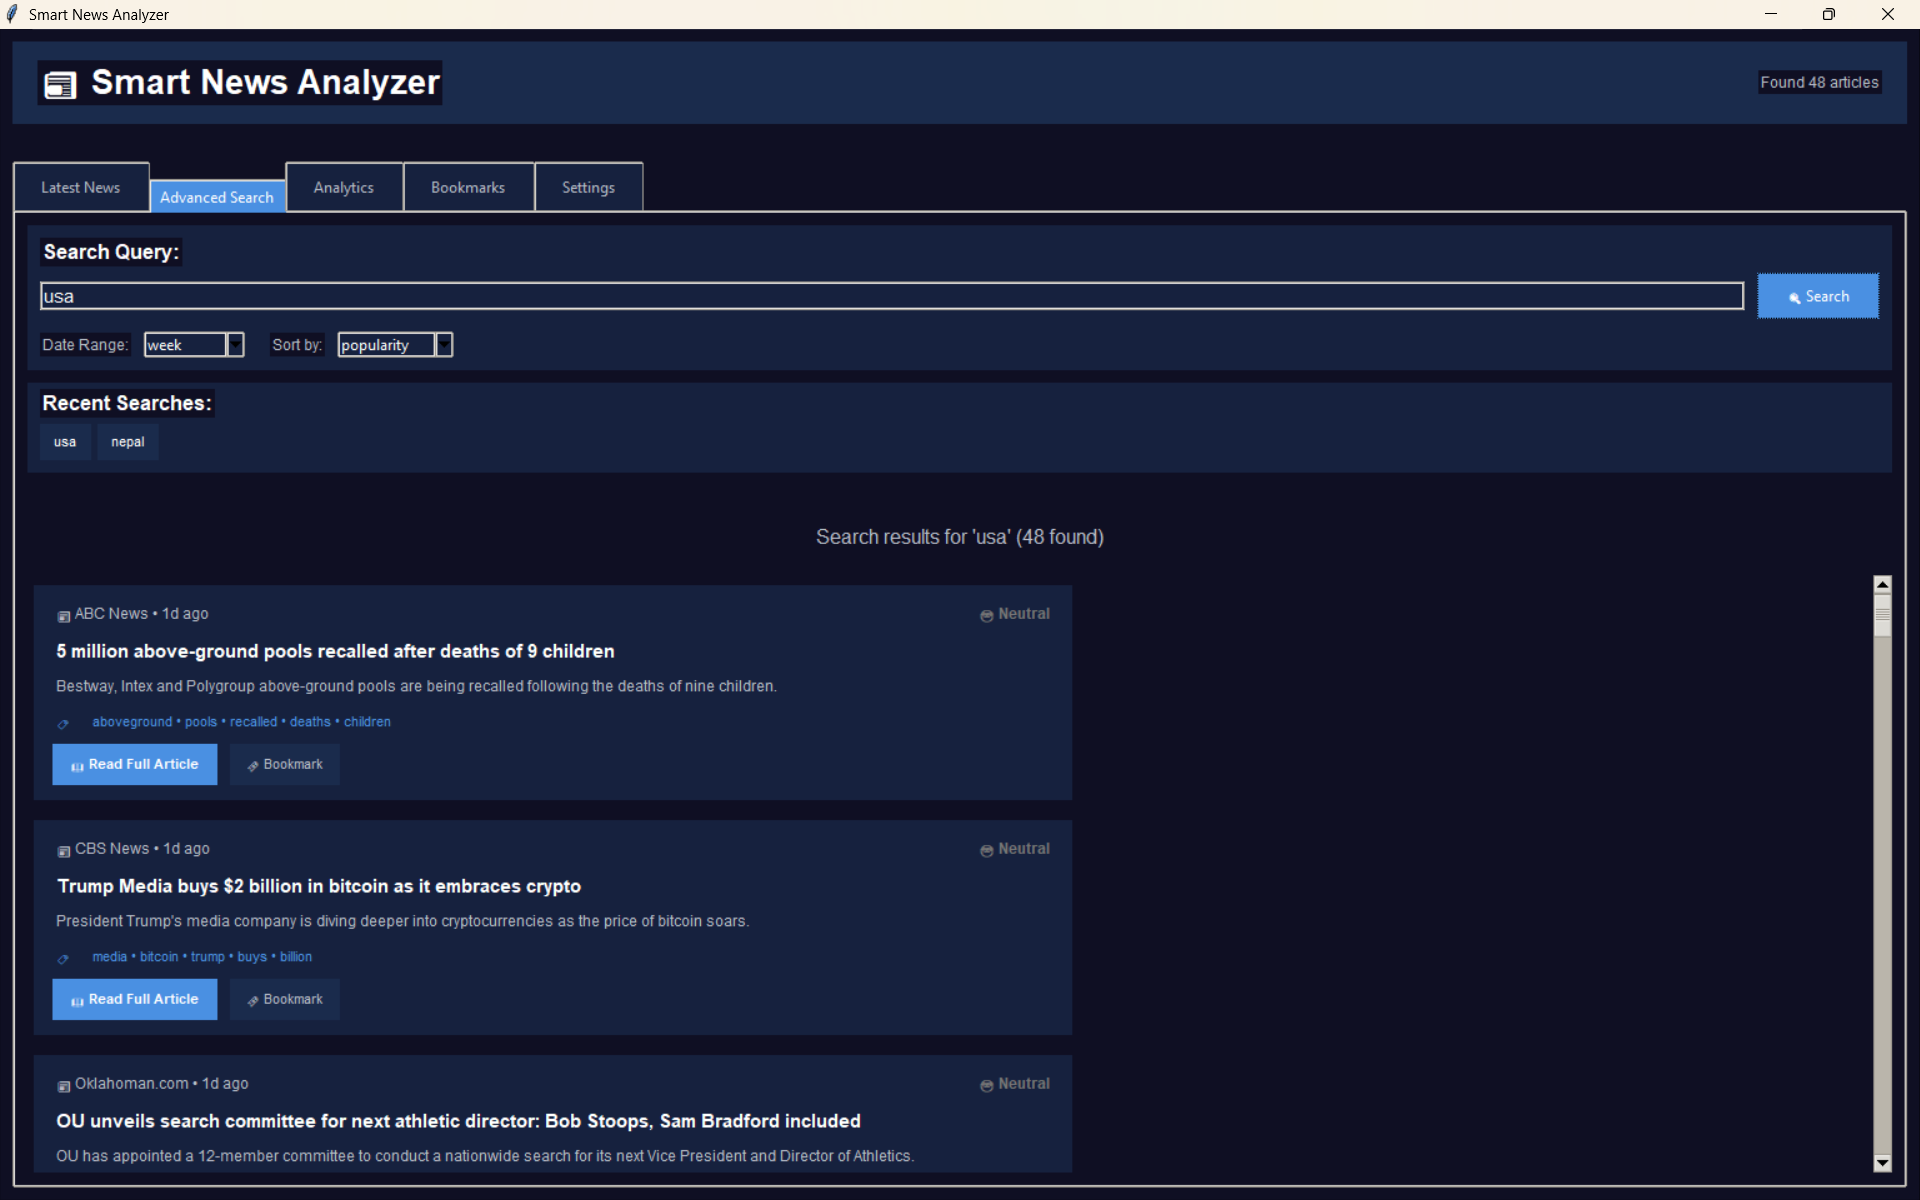 Smart News Analyzer
Smart News Analyzer
Found 48 articles
Latest News Advanced Search Analytics Bookmarks Settings
Search Query:
usa Search
Date Range: week Sort by: popularity
Recent Searches:
usa nepal
Search results for 'usa' (48 found)
ABC News • 1d ago Neutral
5 million above-ground pools recalled after deaths of 9 children
Bestway, Intex and Polygroup above-ground pools are being recalled following the deaths of nine children.
aboveground • pools • recalled • deaths • children
Read Full Article Bookmark
CBS News • 1d ago Neutral
Trump Media buys $2 billion in bitcoin as it embraces crypto
President Trump's media company is diving deeper into cryptocurrencies as the price of bitcoin soars.
media • bitcoin • trump • buys • billion
Read Full Article Bookmark
Oklahoman.com • 1d ago Neutral
OU unveils search committee for next athletic director: Bob Stoops, Sam Bradford included
OU has appointed a 12-member committee to conduct a nationwide search for its next Vice President and Director of Athletics.